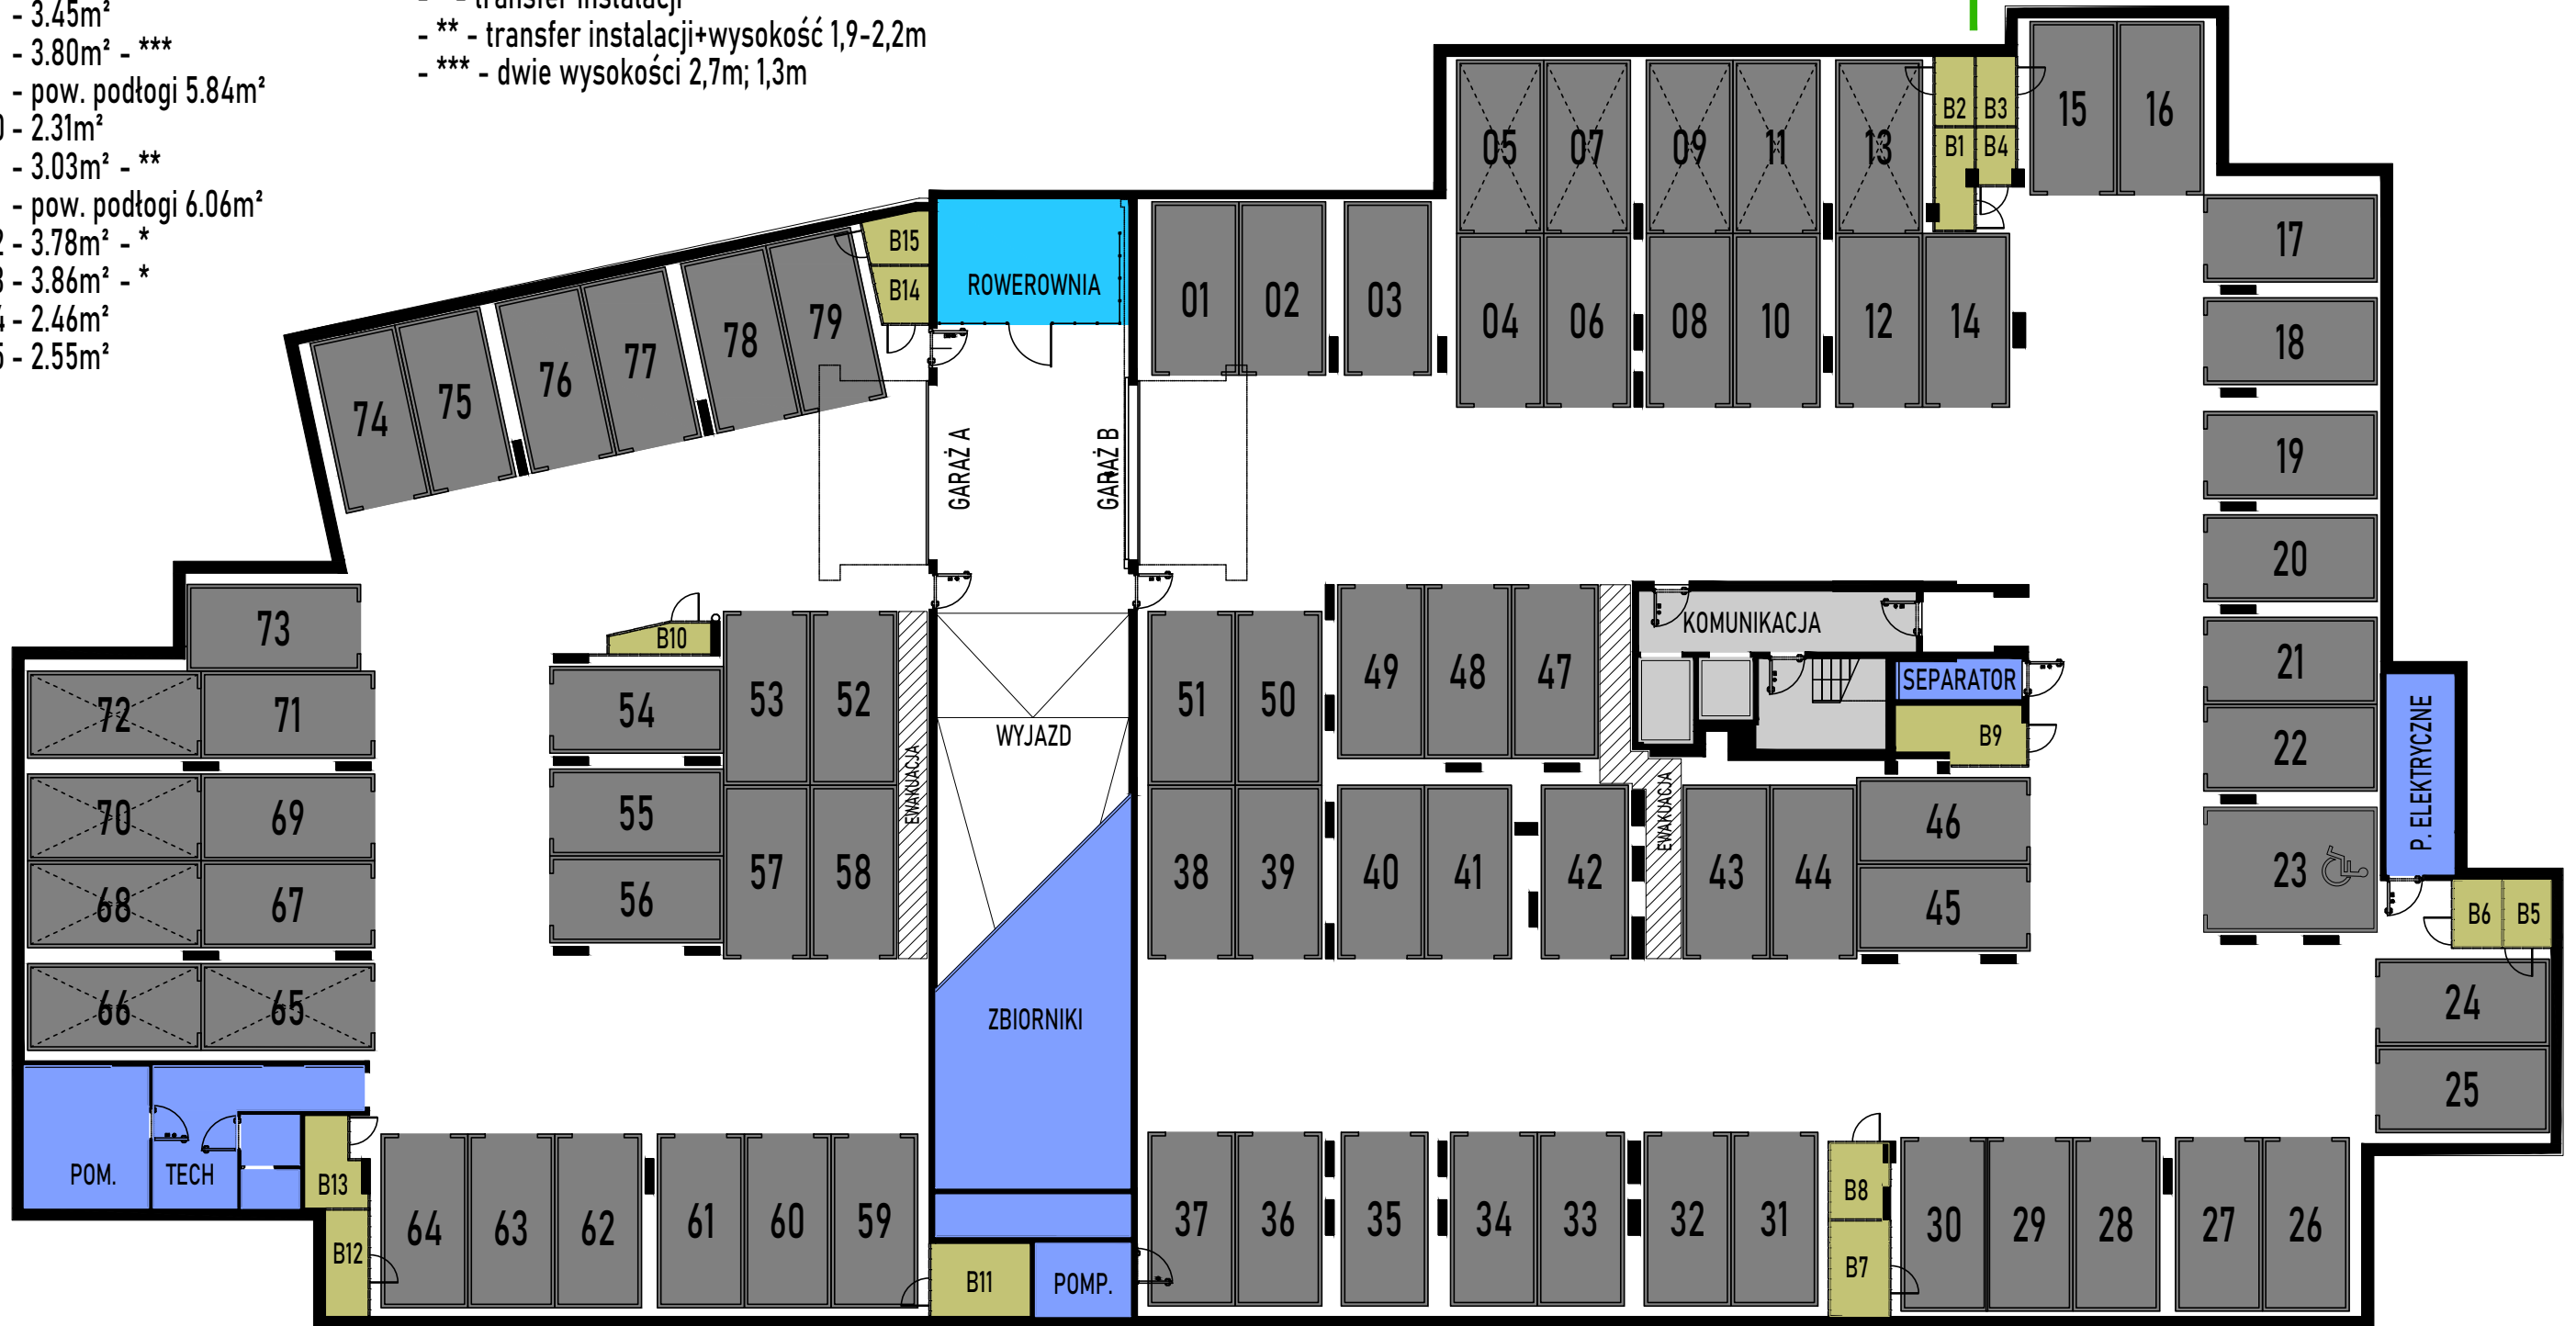 - 3.45m²
- 3.80m² - ***
- pow. podłogi 5.84m²
- 2.31m²
- 3.03m² - **
- pow. podłogi 6.06m²
- 3.78m² - *
- 3.86m² - *
- 2.46m²
- 2.55m²
- transfer instalacji
- ** - transfer instalacji+wysokość 1,9-2,2m
- *** - dwie wysokości 2,7m; 1,3m
15
16
B2
B3
B1
B4
05
07
09
11
13
17
B15
B14
ROWEROWNIA
01
02
03
04
06
08
10
12
14
18
74
75
76
77
78
79
GARAŻ A
GARAŻ B
19
20
73
B10
KOMUNIKACJA
72
71
54
53
52
51
50
49
48
47
SEPARATOR
21
WYJAZD
B9
22
P. ELEKTRYCZNE
EWAKUACJA
EWAKUACJA
70
69
55
46
68
67
56
57
58
38
39
40
41
42
43
44
45
23
B6
B5
66
65
ZBIORNIKI
24
25
POM.
TECH
B13
B12
64
63
62
61
60
59
B11
POMP.
37
36
35
34
33
32
31
B8
B7
30
29
28
27
26